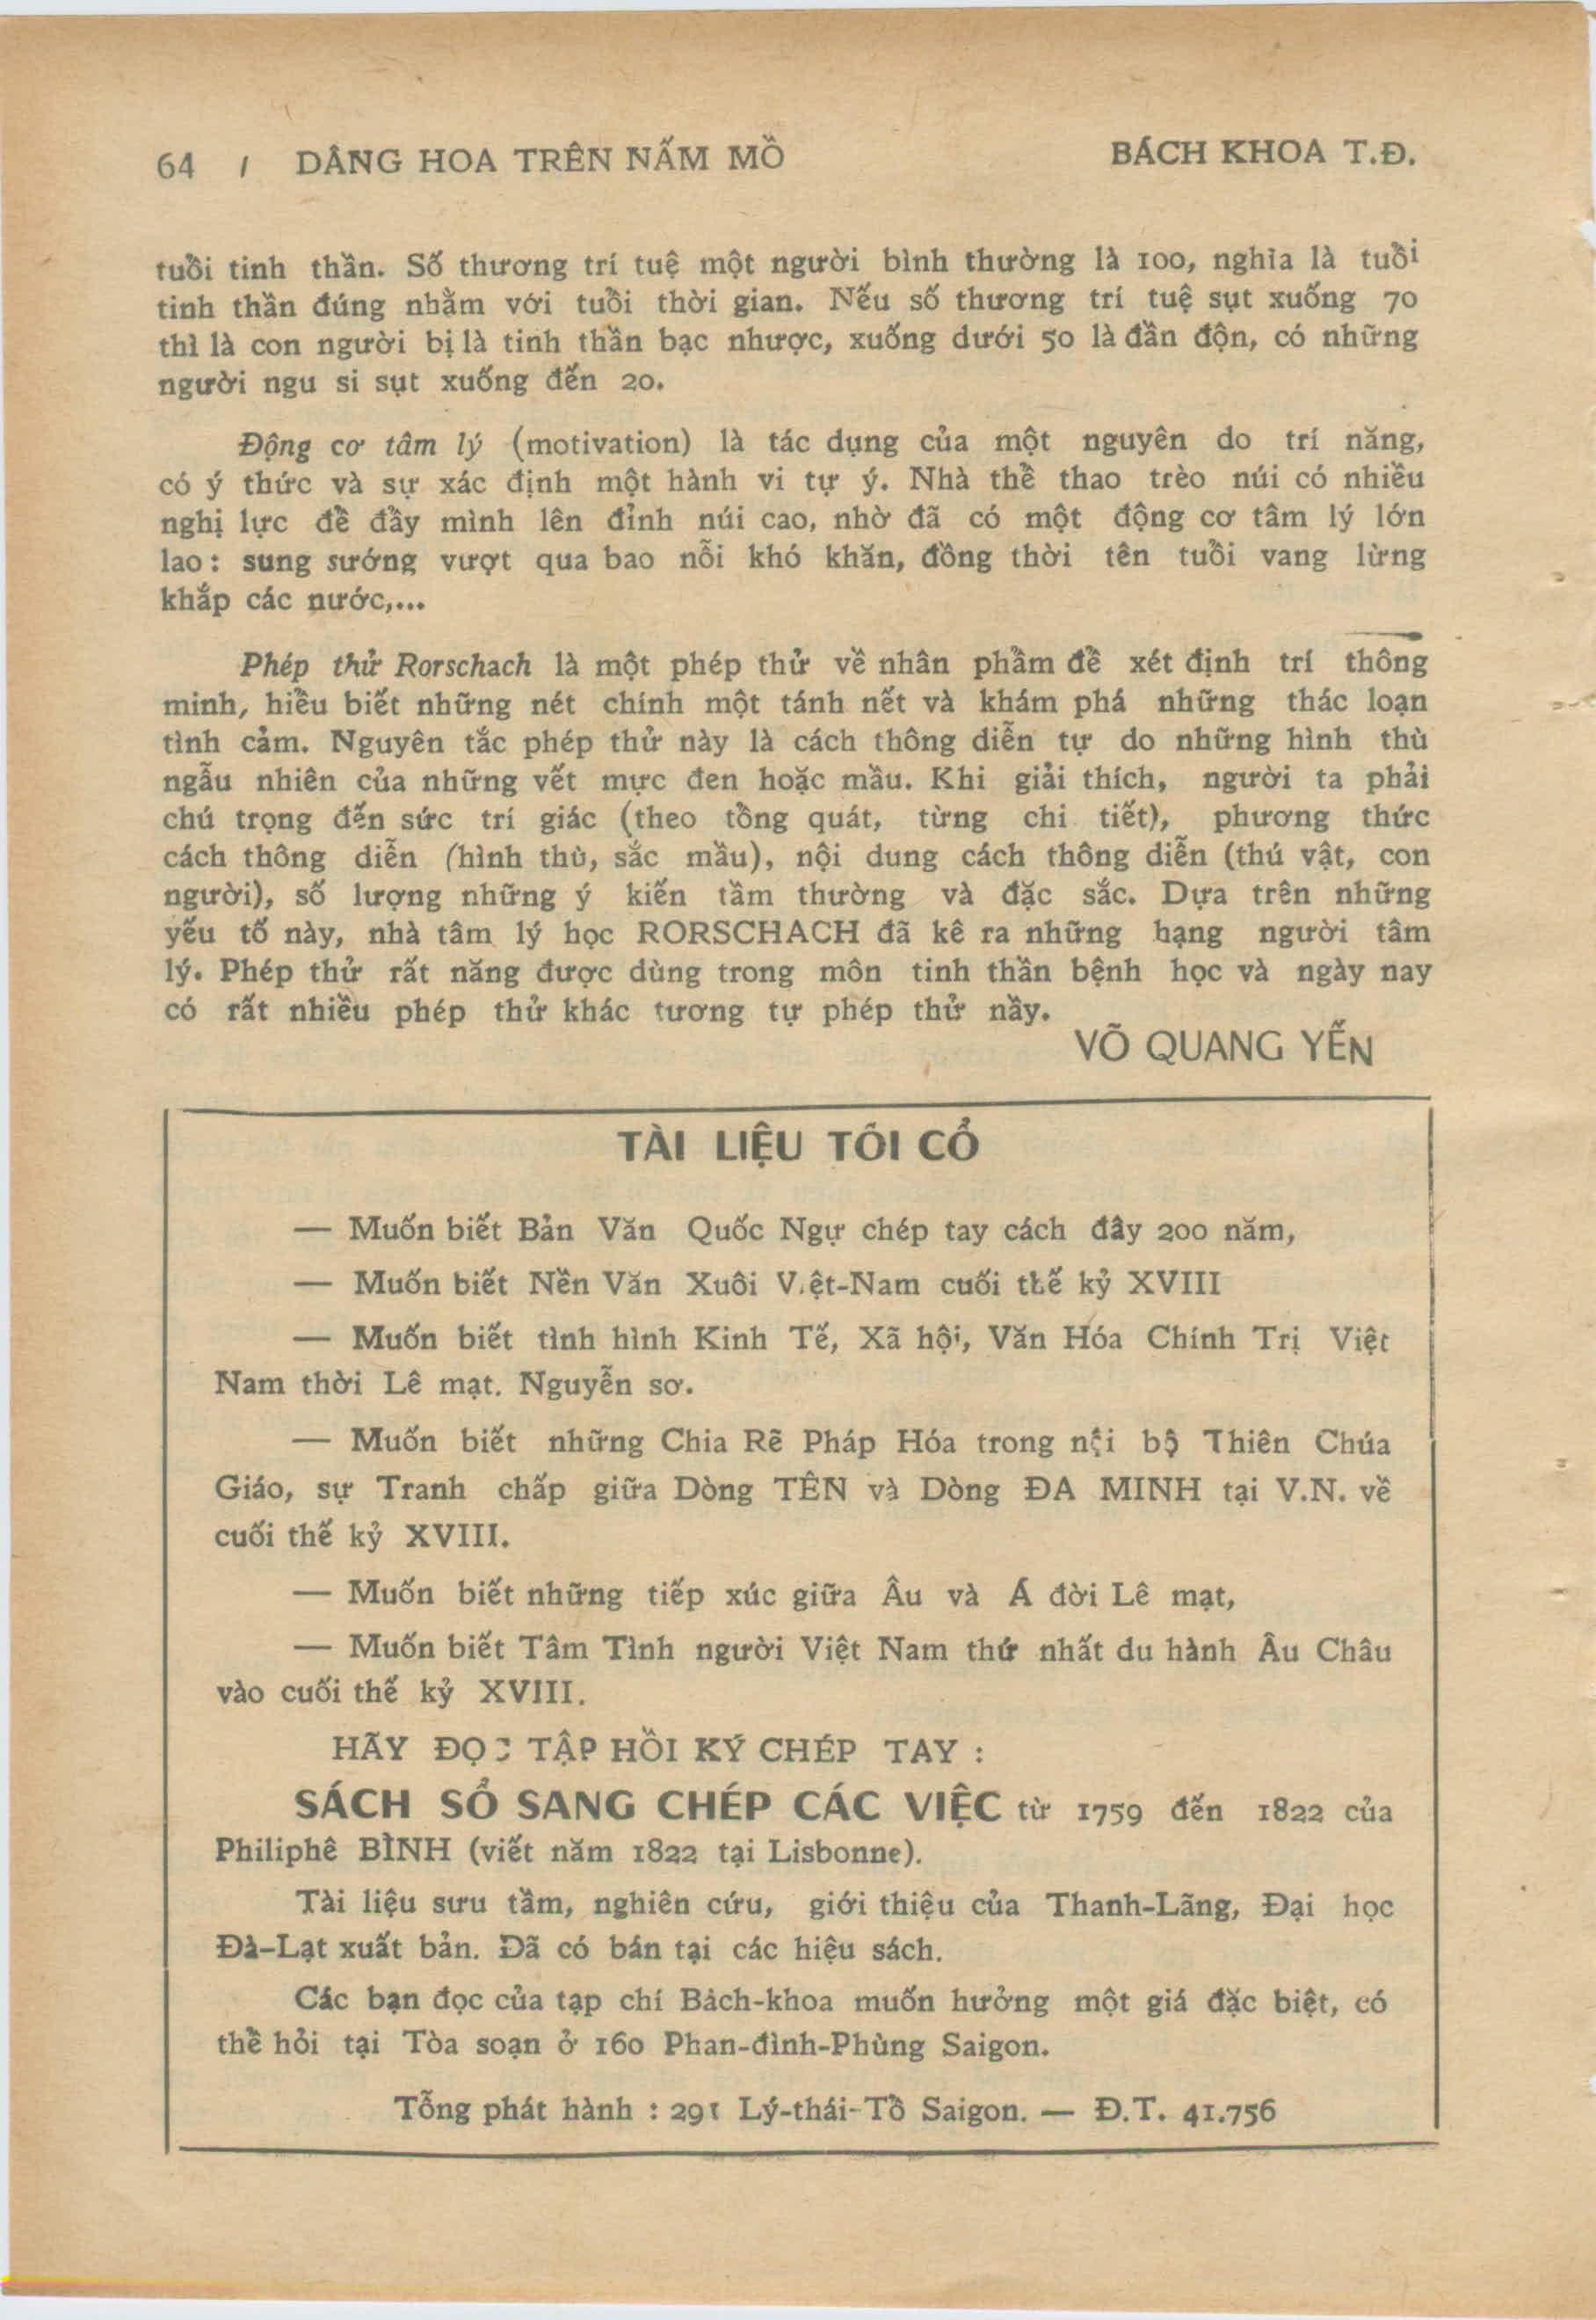 64 / DÂNG HOA TRÊN NẤM MỒ BÁCH KHOA T.Đ.
tuổi tinh thần. Số thương trí tuệ một người bình thường là 100, nghĩa là tuổi
tinh thần đúng nhằm với tuổi thời gian. Nếu số thương trí tuệ sụt xuống 70
thì là con người bị là tinh thần bạc nhược, xuống dưới 50 là đần độn, có những
người ngu si sụt xuống đến 20.
Động cơ tâm lý (motivation) là tác dụng của một nguyên do trí năng,
có ý thức và sự xác định một hành vi tự ý. Nhà thể thao trèo núi có nhiều
nghị lực để đẩy mình lên đỉnh núi cao, nhờ đã có một động cơ tâm lý lớn
lao : sung sướng vượt qua bao nỗi khó khăn, đồng thời tên tuổi vang lừng
khắp các nước,...
Phép thử Rorschach là một phép thử về nhân phẩm để xét định trí thông
minh, hiểu biết những nét chính một tánh nết và khám phá những thác loạn
tình cảm. Nguyên tắc phép thử này là cách thông diễn tự do những hình thù
ngẫu nhiên của những vết mực đen hoặc mầu. Khi giải thích, người ta phải
chú trọng đến sức trí giác (theo tổng quát, từng chi tiết), phương thức
cách thông diễn (hình thù, sắc mầu), nội dung cách thông diễn (thú vật, con
người), số lượng những ý kiến tầm thường và đặc sắc. Dựa trên những
yếu tố này, nhà tâm lý học RORSCHACH đã kê ra những hạng người tâm
lý. Phép thử rất năng được dùng trong môn tinh thần bệnh học và ngày nay
có rất nhiều phép thử khác tương tự phép thử nầy.
VÕ QUANG YẾN
TÀI LIỆU TỐI CỔ
— Muốn biết Bản Văn Quốc Ngự chép tay cách đây 200 năm,
— Muốn biết Nền Văn Xuôi Việt-Nam cuối thế kỷ XVIII
— Muốn biết tình hình Kinh Tế, Xã hội, Văn Hóa Chính Trị Việt
Nam thời Lê mạt. Nguyễn sơ.
— Muốn biết những Chia Rẽ Pháp Hóa trong nội bộ Thiên Chúa
Giáo, sự Tranh chấp giữa Dòng TÊN và Dòng ĐA MINH tại V.N. về
cuối thế kỷ XVIII.
— Muốn biết những tiếp xúc giữa Âu và Á đời Lê mạt,
— Muốn biết Tâm Tình người Việt Nam thứ nhất du hành Âu Châu
vào cuối thế kỷ XVIII.
HÃY ĐỌC TẬP HỒI KÝ CHÉP TAY :
SÁCH SỔ SANG CHÉP CÁC VIỆC từ 1759 đến 1822 của
Philiphê BỈNH (viết năm 1822 tại Lisbonne).
Tài liệu sưu tầm, nghiên cứu, giới thiệu của Thanh-Lãng, Đại học
Đà-Lạt xuất bản. Đã có bán tại các hiệu sách.
Các bạn đọc của tạp chí Bách-khoa muốn hưởng một giá đặc biệt, có
thể hỏi tại Tòa soạn ở 160 Phan-đình-Phùng Saigon.
Tổng phát hành : 291 Lý-thái-Tổ Saigon. — Đ.T. 41.756